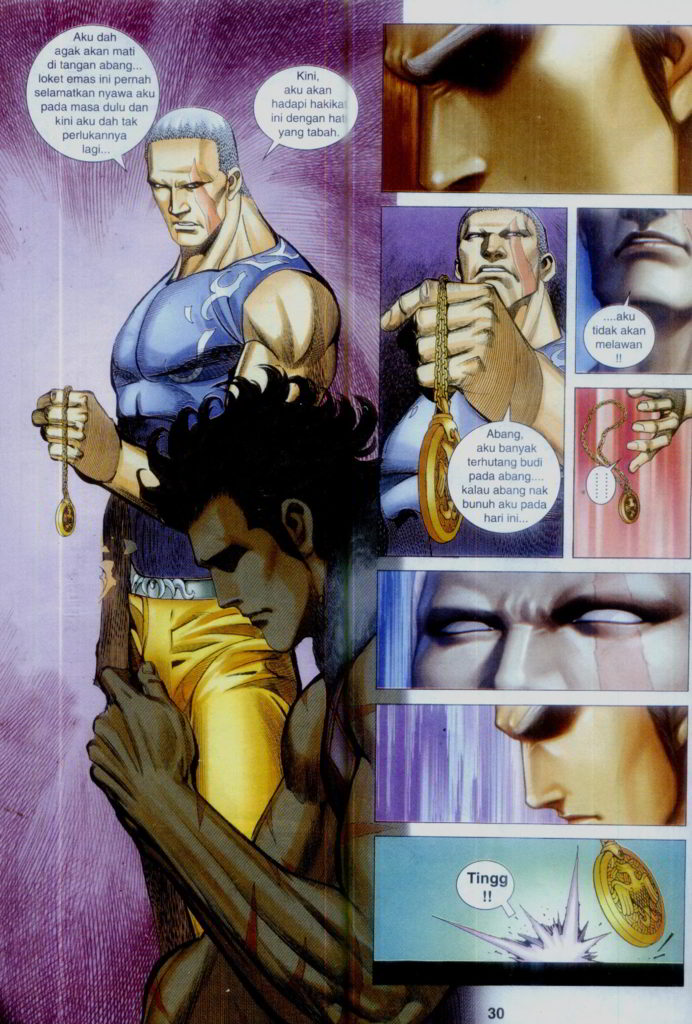 Aku dah
agak akan mati
di tangan abang...
loket emas ini pernah
selamatkan nyawa aku
pada masa dulu dan
kini aku dah tak
perlukannya
lagi...
Kini,
aku akan
hadapi hakikat
ini dengan hati
yang tabah.
Abang,
aku banyak
terhutang budi
pada abang....
kalau abang nak
bunuh aku pada
hari ini...
....aku
tidak akan
melawan
!!
Tingg
!!
30